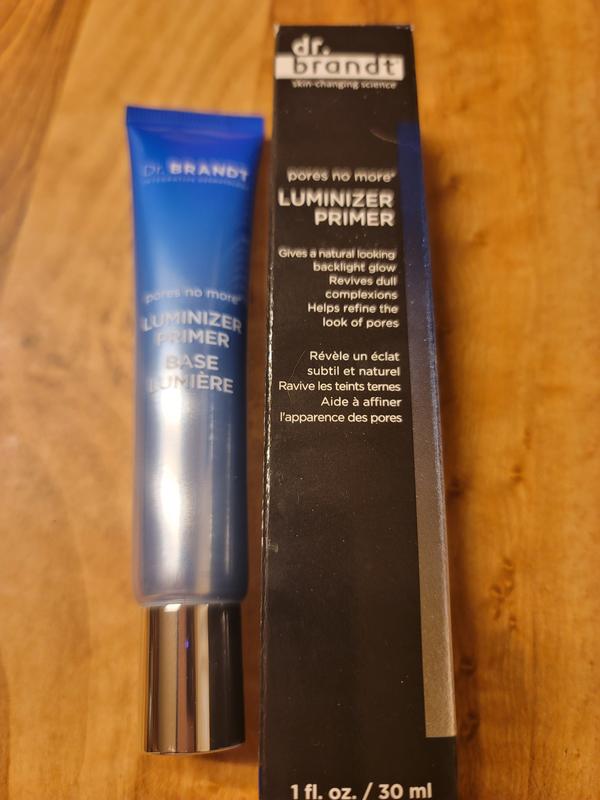 Dr. BRANDT
INTEGRATIVE DERMATOLOGY
pores no more®
LUMINIZER
PRIMER
BASE
LUMIÈRE
dr.
brandt®
skin-changing science
pores no more®
LUMINIZER
PRIMER
Gives a natural looking
backlight glow
Revives dull
complexions
Helps refine the
look of pores
Révèle un éclat
subtil et naturel
Ravive les teints ternes
Aide à affiner
l'apparence des pores
1 fl. oz. / 30 ml